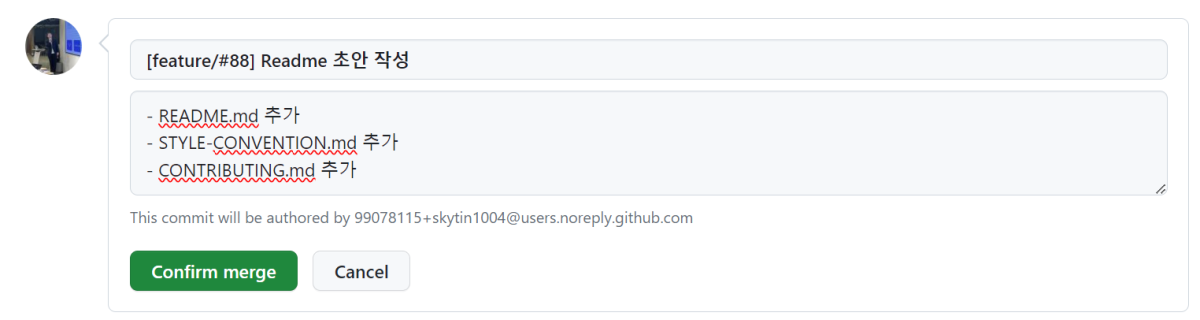 [feature/#88] Readme 초안 작성
- README.md 추가
- STYLE-CONVENTION.md 추가
- CONTRIBUTING.md 추가
This commit will be authored by 99078115+skytin1004@users.noreply.github.com
Confirm merge
Cancel